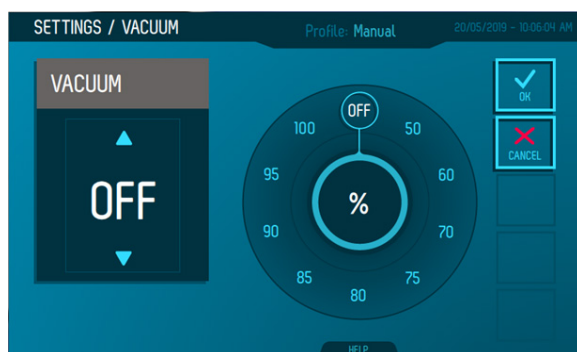 SETTINGS / VACUUM
Profile: Manual
20/05/2019 - 10:06:04 AM
VACUUM
OFF
OFF
50
60
70
75
80
85
90
95
100
%
OK
CANCEL
HELP